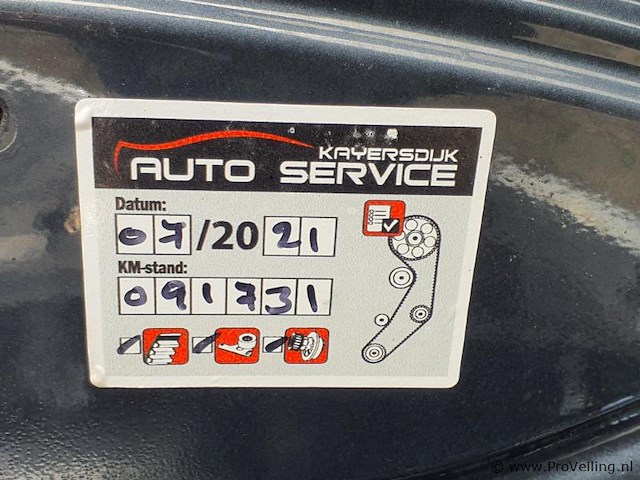 KAYERSDIJK
AUTO SERVICE
Datum:
07/2021
KM-stand:
091731
© www.ProVeiling.nl